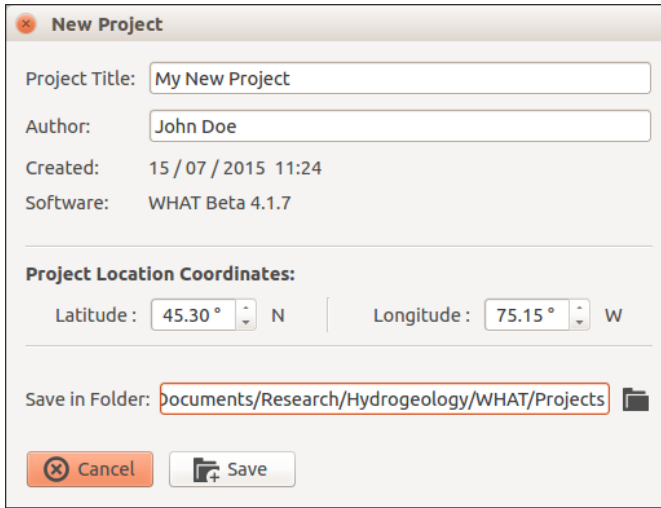 New Project
Project Title: My New Project
Author: John Doe
Created: 15 / 07 / 2015 11:24
Software: WHAT Beta 4.1.7
Project Location Coordinates:
Latitude : 45.30 ° N Longitude : 75.15 ° W
Save in Folder: Documents/Research/Hydrogeology/WHAT/Projects
Cancel Save